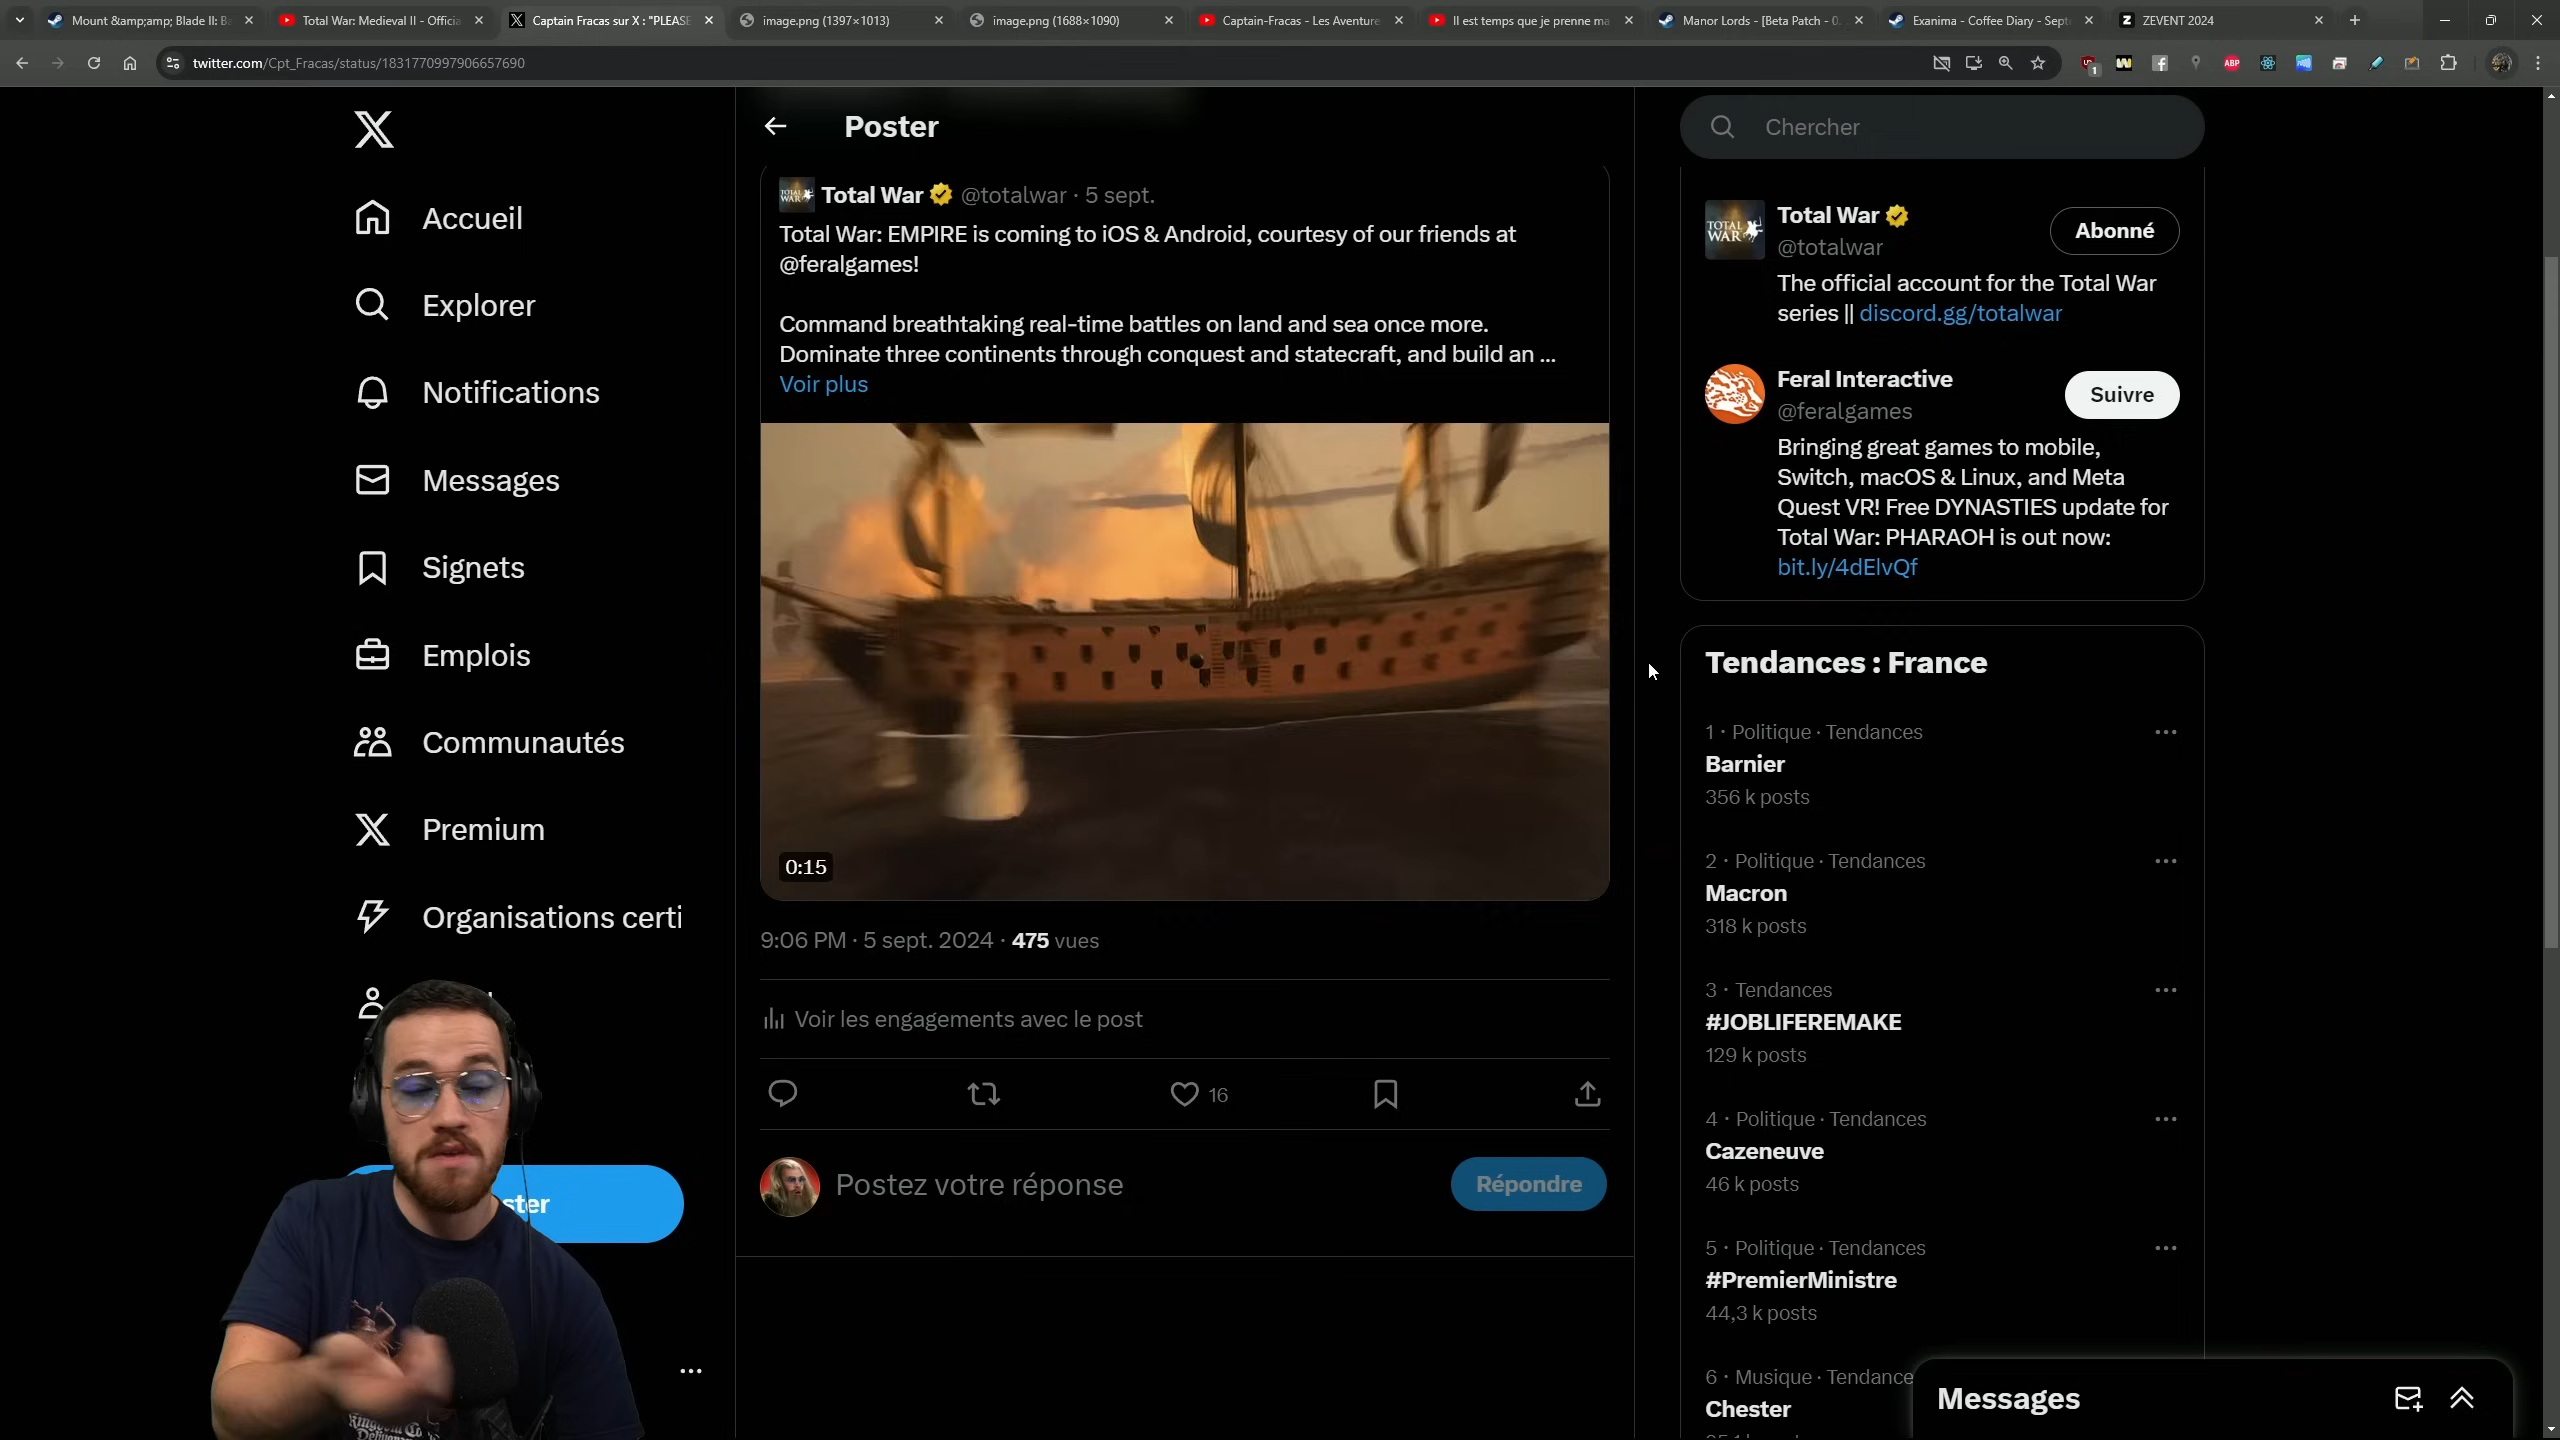 Mount &amp;amp; Blade II: B
Total War: Medieval II - Officia
Captain Fracas sur X : "PLEASE
image.png (1397×1013)
image.png (1688×1090)
Captain-Fracas - Les Aventure
Il est temps que je prenne ma
Manor Lords - [Beta Patch - 0.
Exanima - Coffee Diary - Sept
ZEVENT 2024
twitter.com/Cpt_Fracas/status/1831770997906657690
Accueil
Explorer
Notifications
Messages
Signets
Emplois
Communautés
Premium
Organisations certi
ster
Poster
Total War @totalwar · 5 sept.
Total War: EMPIRE is coming to iOS & Android, courtesy of our friends at
@feralgames!
Command breathtaking real-time battles on land and sea once more.
Dominate three continents through conquest and statecraft, and build an ...
Voir plus
0:15
9:06 PM · 5 sept. 2024 · 475 vues
Voir les engagements avec le post
16
Postez votre réponse
Répondre
Chercher
Total War
@totalwar
Abonné
The official account for the Total War
series || discord.gg/totalwar
Feral Interactive
@feralgames
Suivre
Bringing great games to mobile,
Switch, macOS & Linux, and Meta
Quest VR! Free DYNASTIES update for
Total War: PHARAOH is out now:
bit.ly/4dElvQf
Tendances : France
1 · Politique · Tendances
Barnier
356 k posts
2 · Politique · Tendances
Macron
318 k posts
3 · Tendances
#JOBLIFEREMAKE
129 k posts
4 · Politique · Tendances
Cazeneuve
46 k posts
5 · Politique · Tendances
#PremierMinistre
44,3 k posts
6 · Musique · Tendance
Chester
Messages